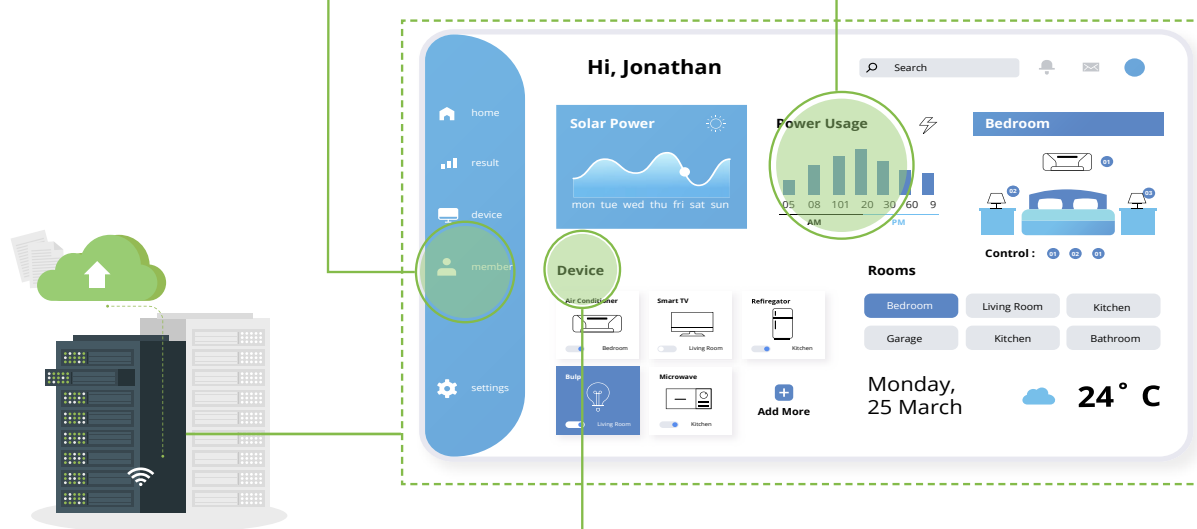 Hi, Jonathan
Search
home
result
device
member
settings
Solar Power
mon tue wed thu fri sat sun
Power Usage
05 08 101 20 30 60 9
AM PM
Bedroom
01
02
03
Control : 01 02 01
Device
Air Conditioner
Bedroom
Smart TV
Living Room
Refiregator
Kitchen
Bulp
Living Room
Microwave
Kitchen
Add More
Rooms
Bedroom Living Room Kitchen
Garage Kitchen Bathroom
Monday,
25 March
24° C